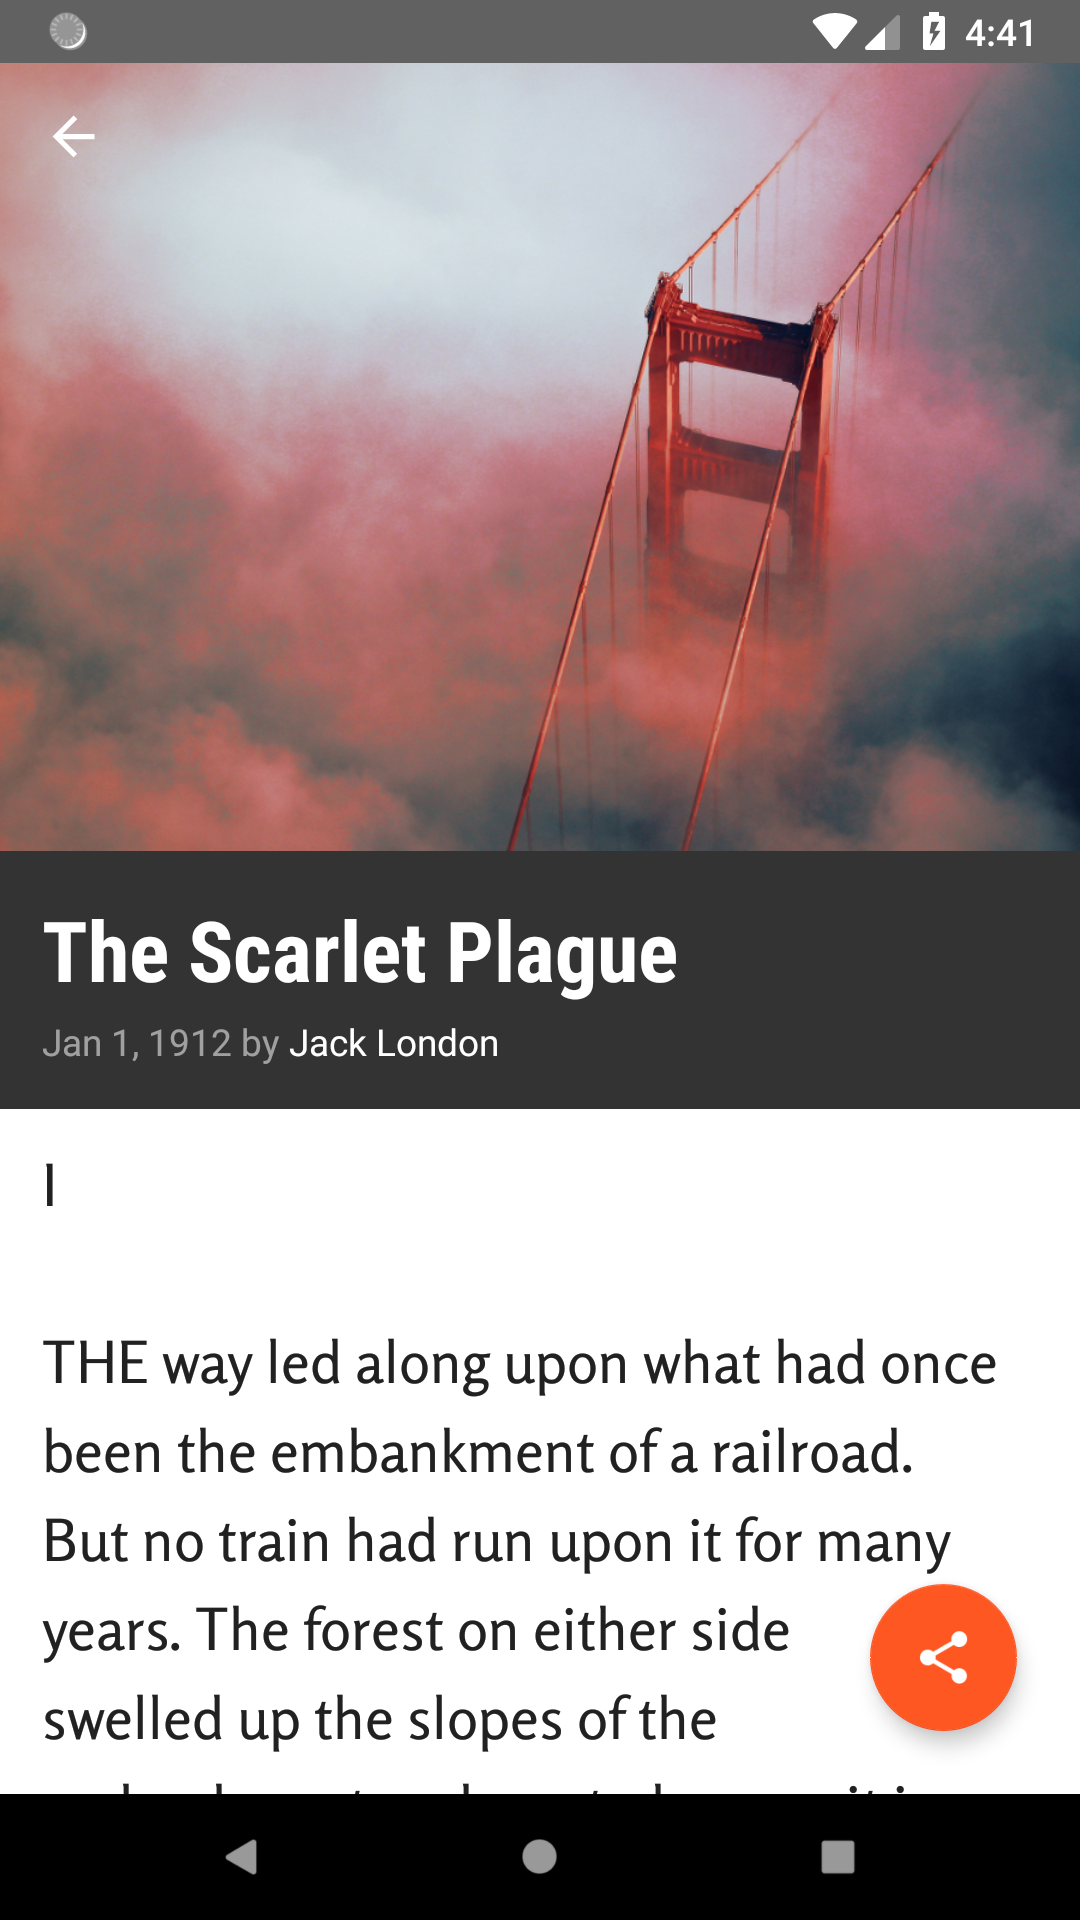 4:41
The Scarlet Plague
Jan 1, 1912 by Jack London
I
THE way led along upon what had once
been the embankment of a railroad.
But no train had run upon it for many
years. The forest on either side
swelled up the slopes of the